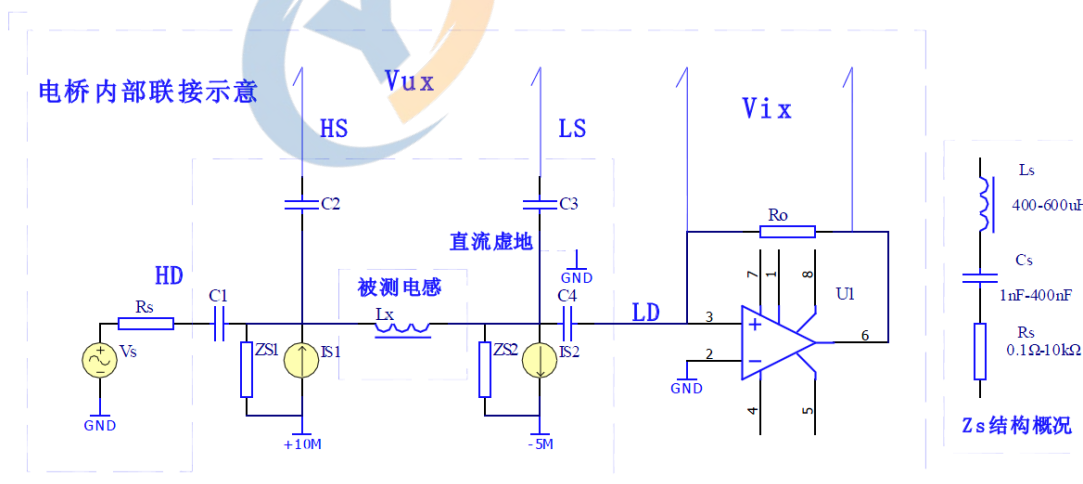 电桥内部联接示意
Vux
Vix
HS
LS
C2
C3
直流虚地
GND
HD
被测电感
C1
Rs
Lx
C4
LD
Ro
U1
Vs
ZS1
IS1
ZS2
IS2
7
1
8
3
2
6
4
5
GND
GND
+10M
-5M
Ls
400-600uH
Cs
1nF-400nF
Rs
0.1Ω-10kΩ
Zs结构概况